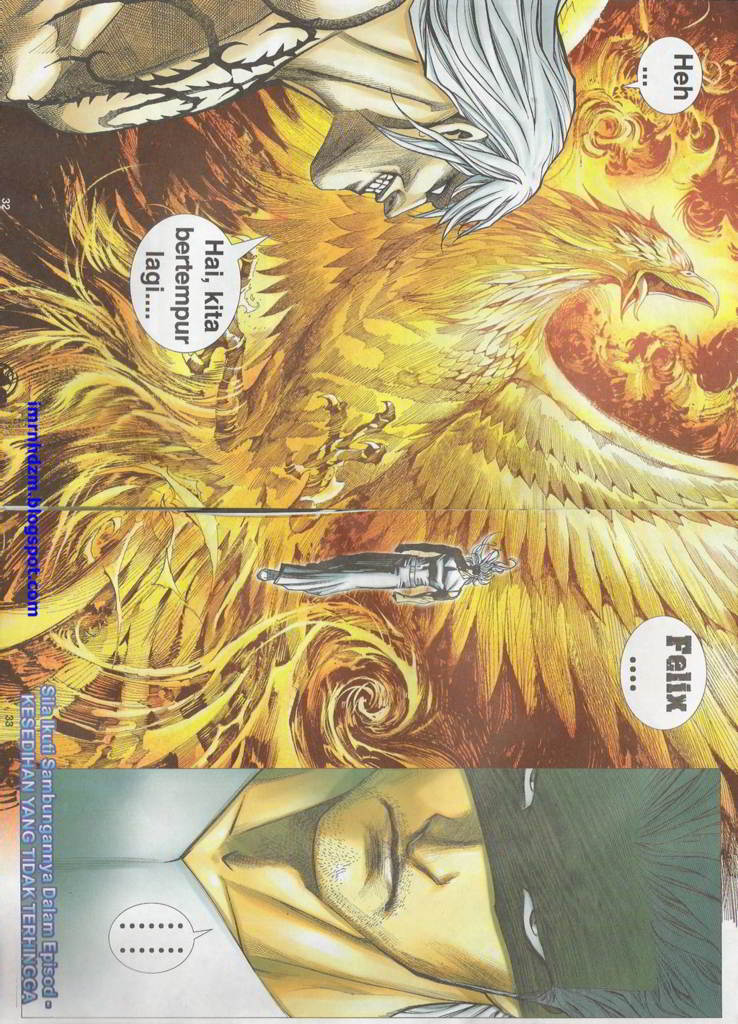 Heh
...
Hai, kita
bertempur
lagi....
32
imrnhdzm.blogspot.com
Felix
....
.......
.......
Sila Ikuti Sambungannya Dalam Episod -
KESEDIHAN YANG TIDAK TERHINGGA
33